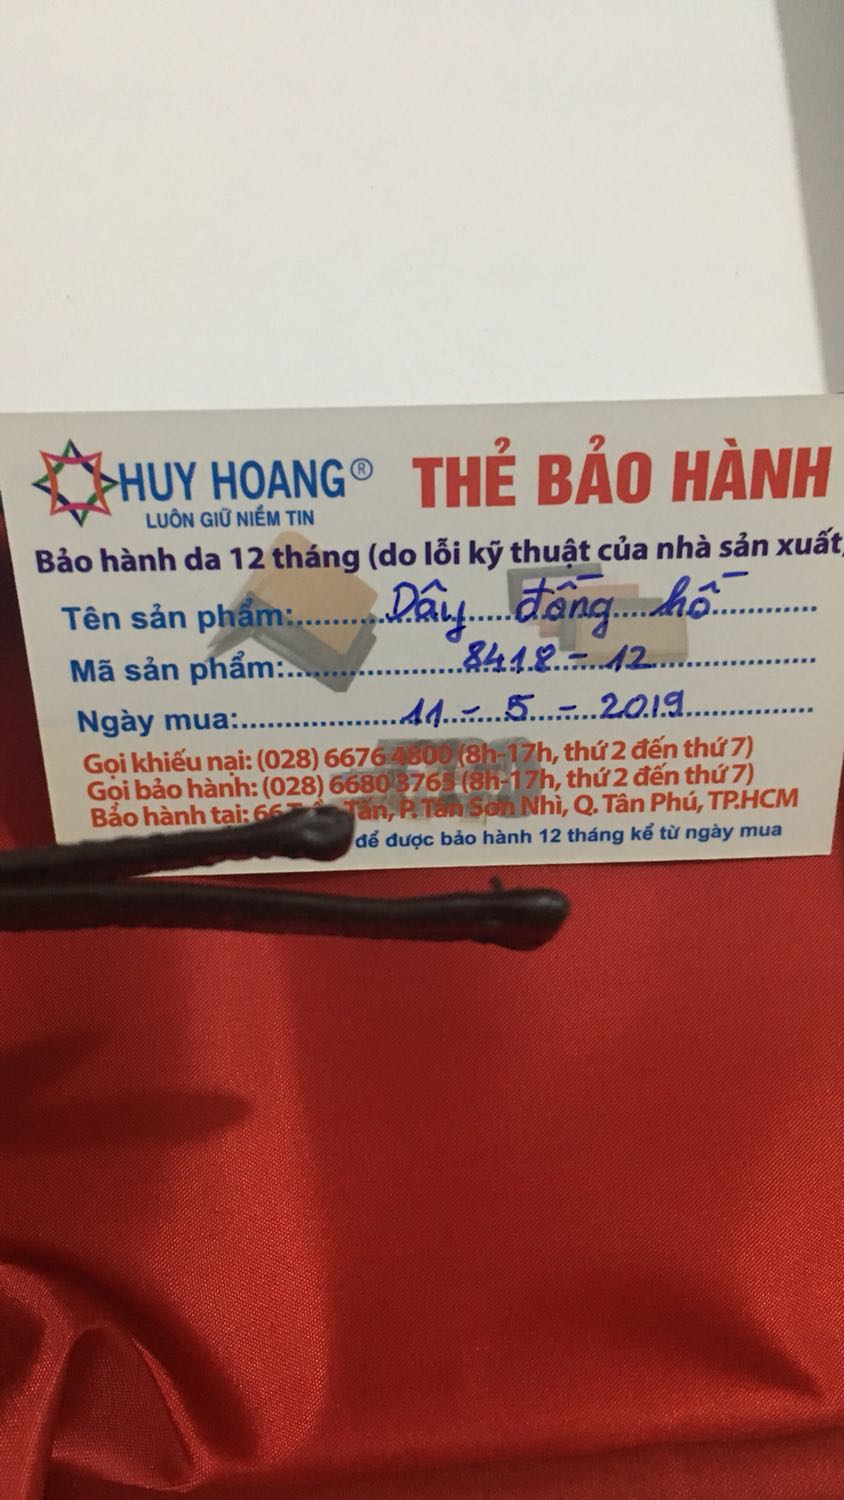 HUY HOANG®
THẺ BẢO HÀNH
LUÔN GIỮ NIỀM TIN
Bảo hành da 12 tháng (do lỗi kỹ thuật của nhà sản xuất
Tên sản phẩm: Dây đồng hồ
Mã sản phẩm: 8418-12
Ngày mua: 11-5-2019
Gọi khiếu nại: (028) 6676 4800 (8h-17h, thứ 2 đến thứ 7)
Gọi bảo hành: (028) 6680 3765 (8h-17h, thứ 2 đến thứ 7)
Bảo hành tại: Tấn, P. Tân Sơn Nhì, Q. Tân Phú, TP.HCM
để được bảo hành 12 tháng kể từ ngày mua